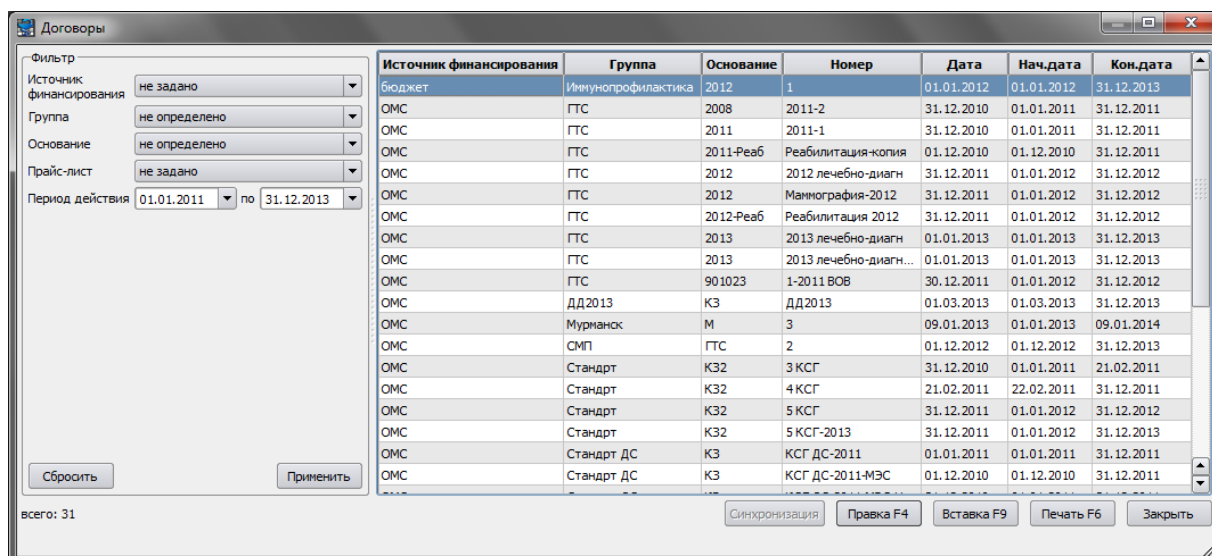 Договоры
Фильтр
Источник финансирования не задано
Группа не определено
Основание не определено
Прайс-лист не задано
Период действия 01.01.2011 по 31.12.2013
Сбросить Применить
Источник финансирования Группа Основание Номер Дата Нач.дата Кон.дата
бюджет Иммунопрофилактика 2012 1 01.01.2012 01.01.2012 31.12.2013
ОМС ГТС 2008 2011-2 31.12.2010 01.01.2011 31.12.2011
ОМС ГТС 2011 2011-1 31.12.2010 01.01.2011 31.12.2011
ОМС ГТС 2011-Реаб Реабилитация-копия 01.12.2010 01.12.2010 31.12.2011
ОМС ГТС 2012 2012 лечебно-диагн 31.12.2011 01.01.2012 31.12.2012
ОМС ГТС 2012 Маммография-2012 31.12.2011 01.01.2012 31.12.2012
ОМС ГТС 2012-Реаб Реабилитация 2012 31.12.2011 01.01.2012 31.12.2012
ОМС ГТС 2013 2013 лечебно-диагн 01.01.2013 01.01.2013 31.12.2013
ОМС ГТС 2013 2013 лечебно-диагн... 01.01.2013 01.01.2013 31.12.2013
ОМС ГТС 901023 1-2011 ВОВ 30.12.2011 01.01.2012 31.12.2012
ОМС ДД2013 КЗ ДД2013 01.03.2013 01.03.2013 31.12.2013
ОМС Мурманск М 3 09.01.2013 01.01.2013 09.01.2014
ОМС СМП ГТС 2 01.12.2012 01.12.2012 31.12.2013
ОМС Стандрт КЗ2 3 КСГ 31.12.2010 01.01.2011 21.02.2011
ОМС Стандрт КЗ2 4 КСГ 21.02.2011 22.02.2011 31.12.2011
ОМС Стандрт КЗ2 5 КСГ 31.12.2011 01.01.2012 31.12.2012
ОМС Стандрт КЗ2 5 КСГ-2013 31.12.2011 01.01.2012 31.12.2013
ОМС Стандрт ДС КЗ КСГ ДС-2011 01.01.2011 01.01.2011 31.12.2011
ОМС Стандрт ДС КЗ КСГ ДС-2011-МЭС 01.12.2010 01.12.2010 31.12.2011
всего: 31 Синхронизация Правка F4 Вставка F9 Печать F6 Закрыть